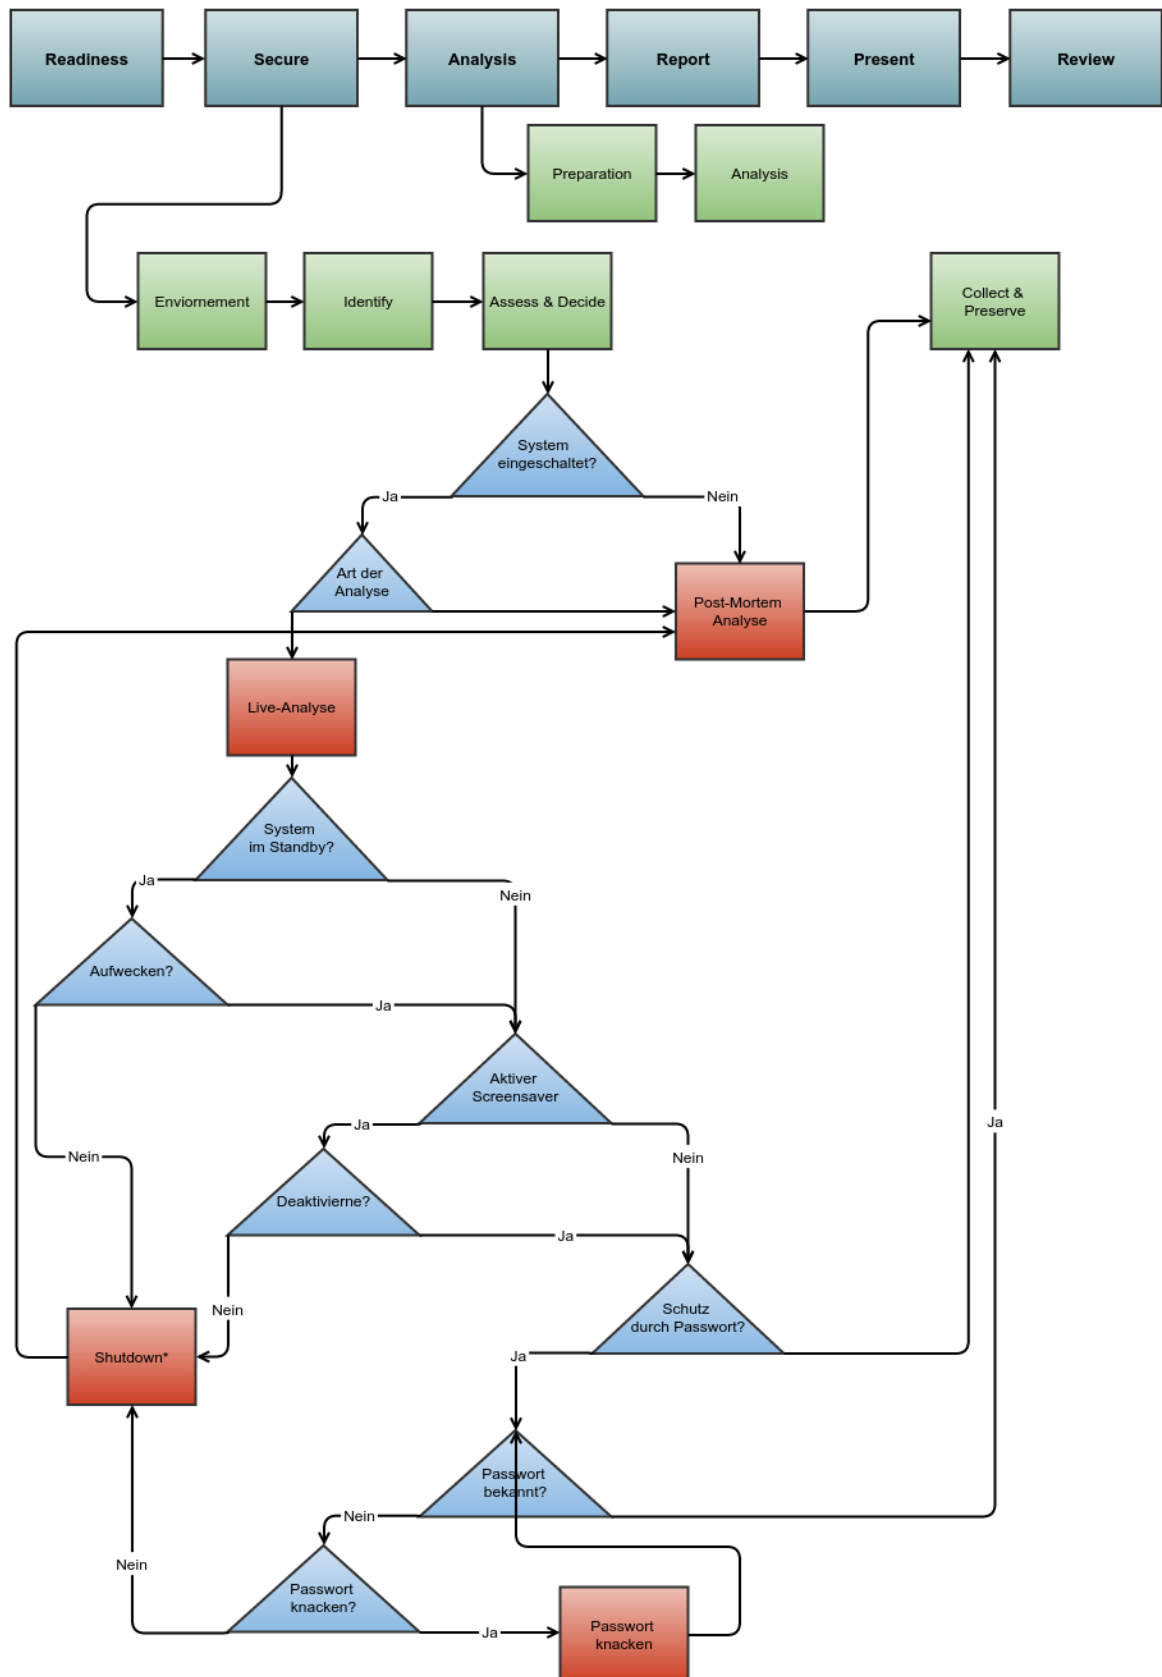 Readiness
Secure
Analysis
Report
Present
Review
Preparation
Analysis
Enviornement
Identify
Assess & Decide
Collect &
Preserve
System
eingeschaltet?
Ja
Nein
Art der
Analyse
Post-Mortem
Analyse
Live-Analyse
System
im Standby?
Ja
Nein
Aufwecken?
Ja
Aktiver
Screensaver
Ja
Ja
Nein
Nein
Deaktivierne?
Ja
Nein
Schutz
durch Passwort?
Shutdown*
Ja
Passwort
bekannt?
Nein
Nein
Passwort
knacken?
Ja
Passwort
knacken